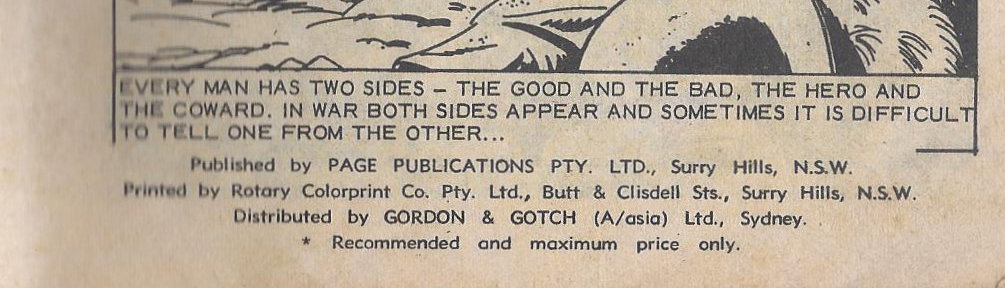 EVERY MAN HAS TWO SIDES – THE GOOD AND THE BAD, THE HERO AND
THE COWARD. IN WAR BOTH SIDES APPEAR AND SOMETIMES IT IS DIFFICULT
TO TELL ONE FROM THE OTHER...
Published by PAGE PUBLICATIONS PTY. LTD., Surry Hills, N.S.W.
Printed by Rotary Colorprint Co. Pty. Ltd., Butt & Clisdell Sts., Surry Hills, N.S.W.
Distributed by GORDON & GOTCH (A/asia) Ltd., Sydney.
* Recommended and maximum price only.